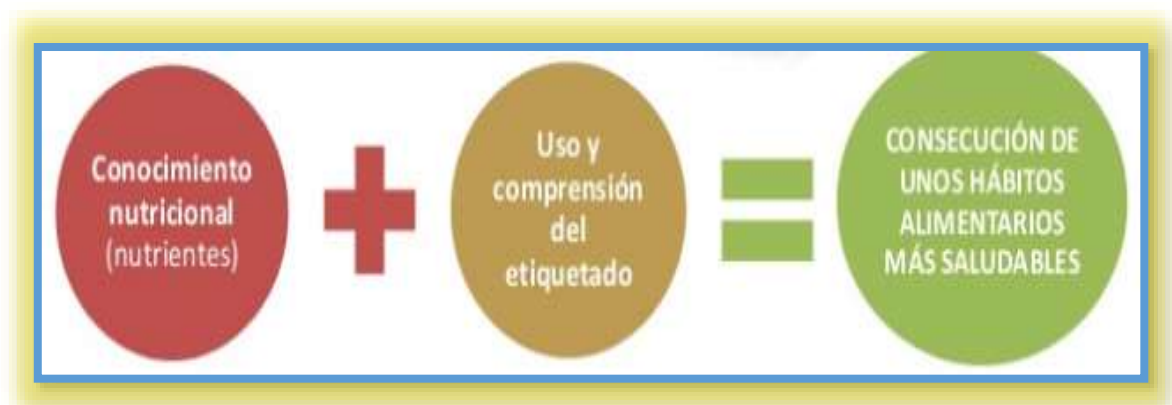 Conocimiento
nutricional
(nutrientes)
Uso y
comprensión
del
etiquetado
CONSECUCIÓN DE
UNOS HÁBITOS
ALIMENTARIOS
MÁS SALUDABLES